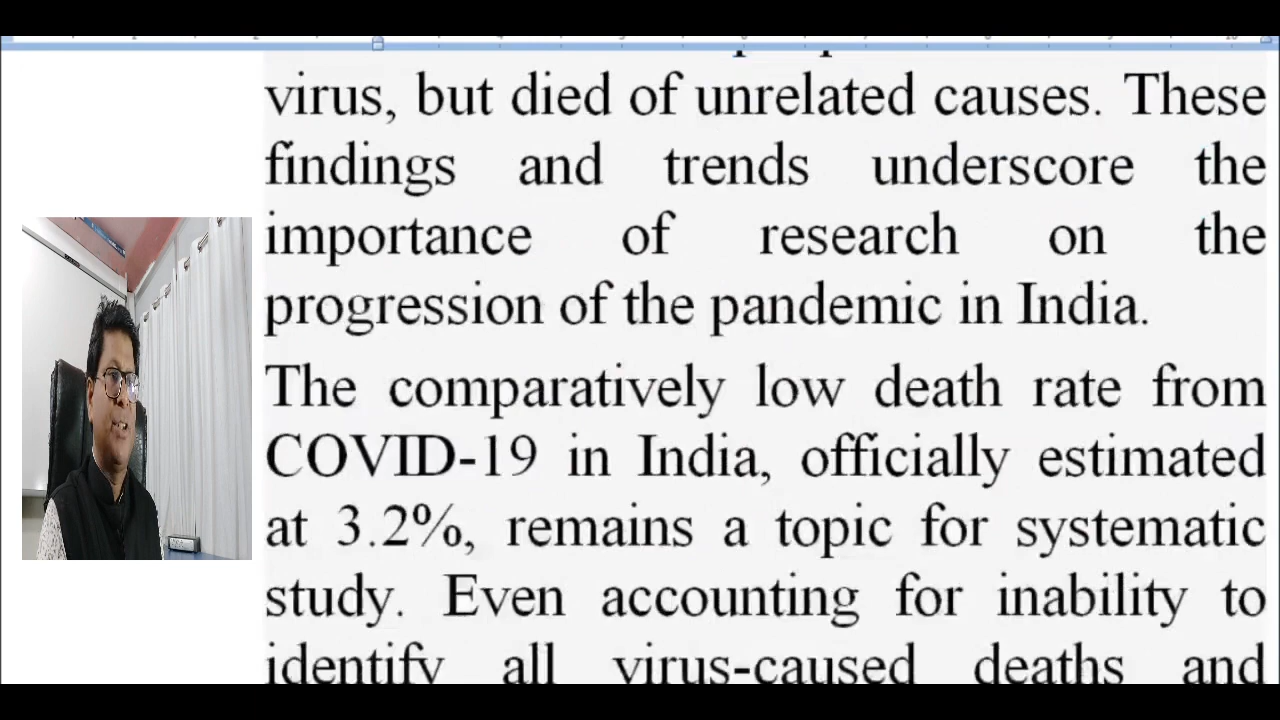 virus, but died of unrelated causes. These
findings and trends underscore the
importance of research on the
progression of the pandemic in India.
The comparatively low death rate from
COVID-19 in India, officially estimated
at 3.2%, remains a topic for systematic
study. Even accounting for inability to
identify all virus-caused deaths and